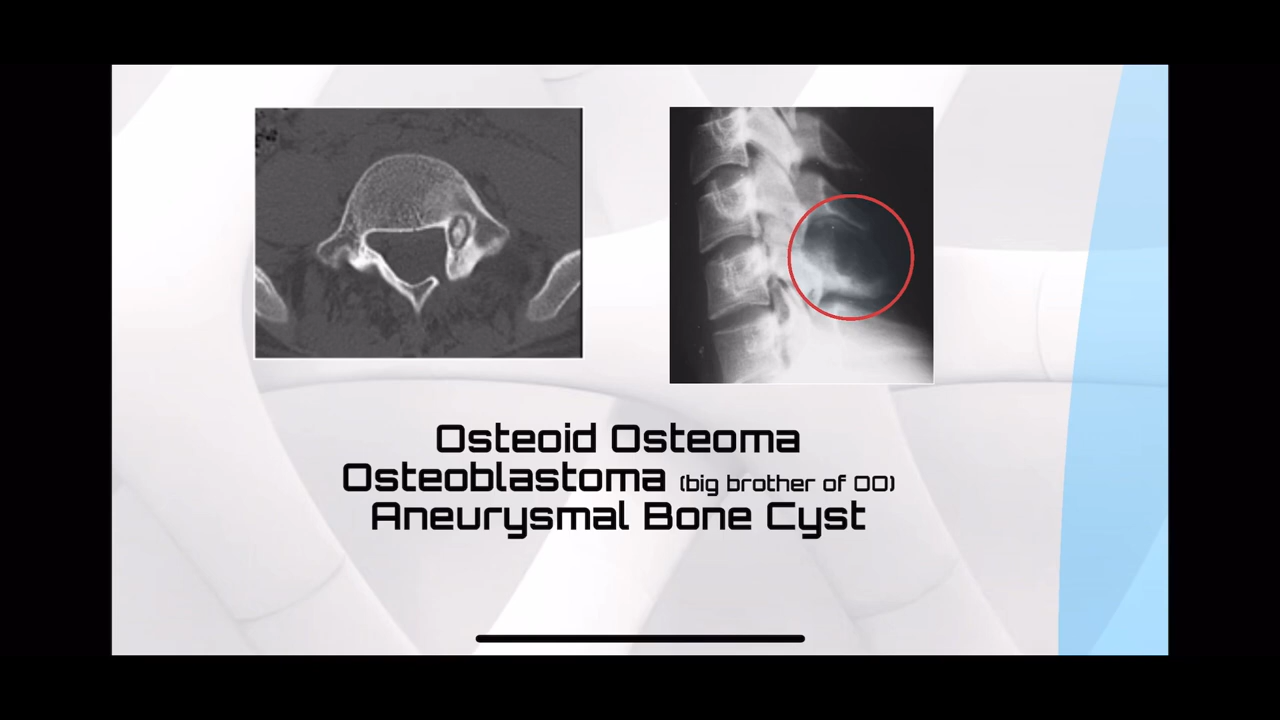 Osteoid Osteoma
Osteoblastoma (big brother of OO)
Aneurysmal Bone Cyst